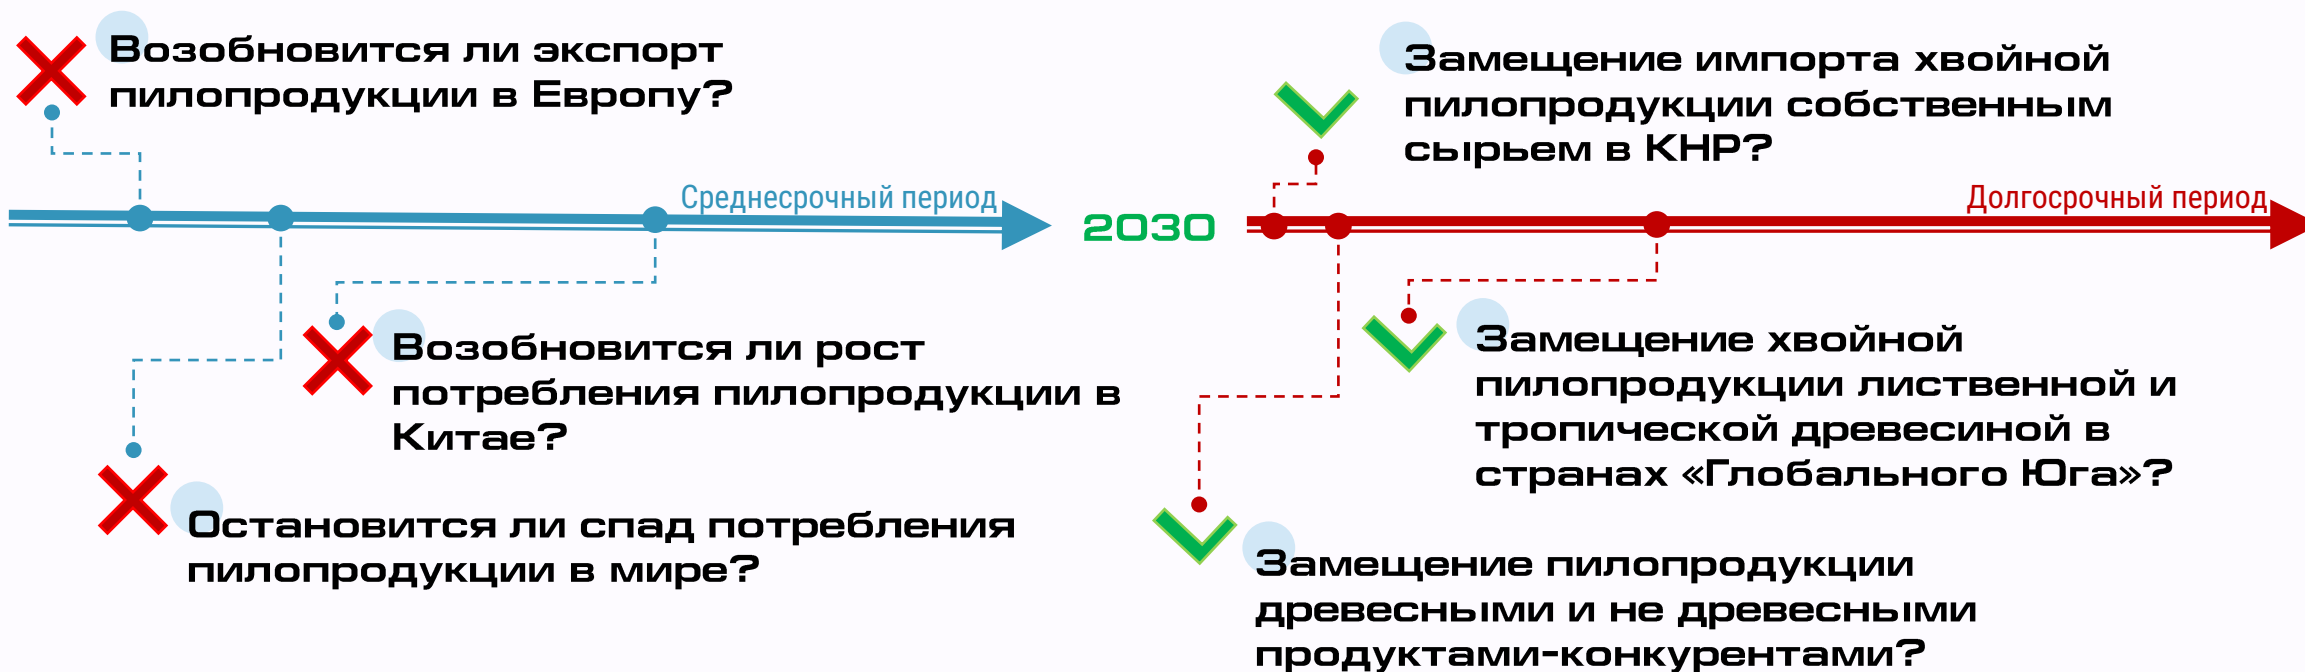 Возобновится ли экспорт
пилопродукции в Европу?
Среднесрочный период
Возобновится ли рост
потребления пилопродукции в
Китае?
Остановится ли спад потребления
пилопродукции в мире?
2030
Замещение импорта хвойной
пилопродукции собственным
сырьем в КНР?
Долгосрочный период
Замещение хвойной
пилопродукции лиственной и
тропической древесиной в
странах «Глобального Юга»?
Замещение пилопродукции
древесными и не древесными
продуктами-конкурентами?